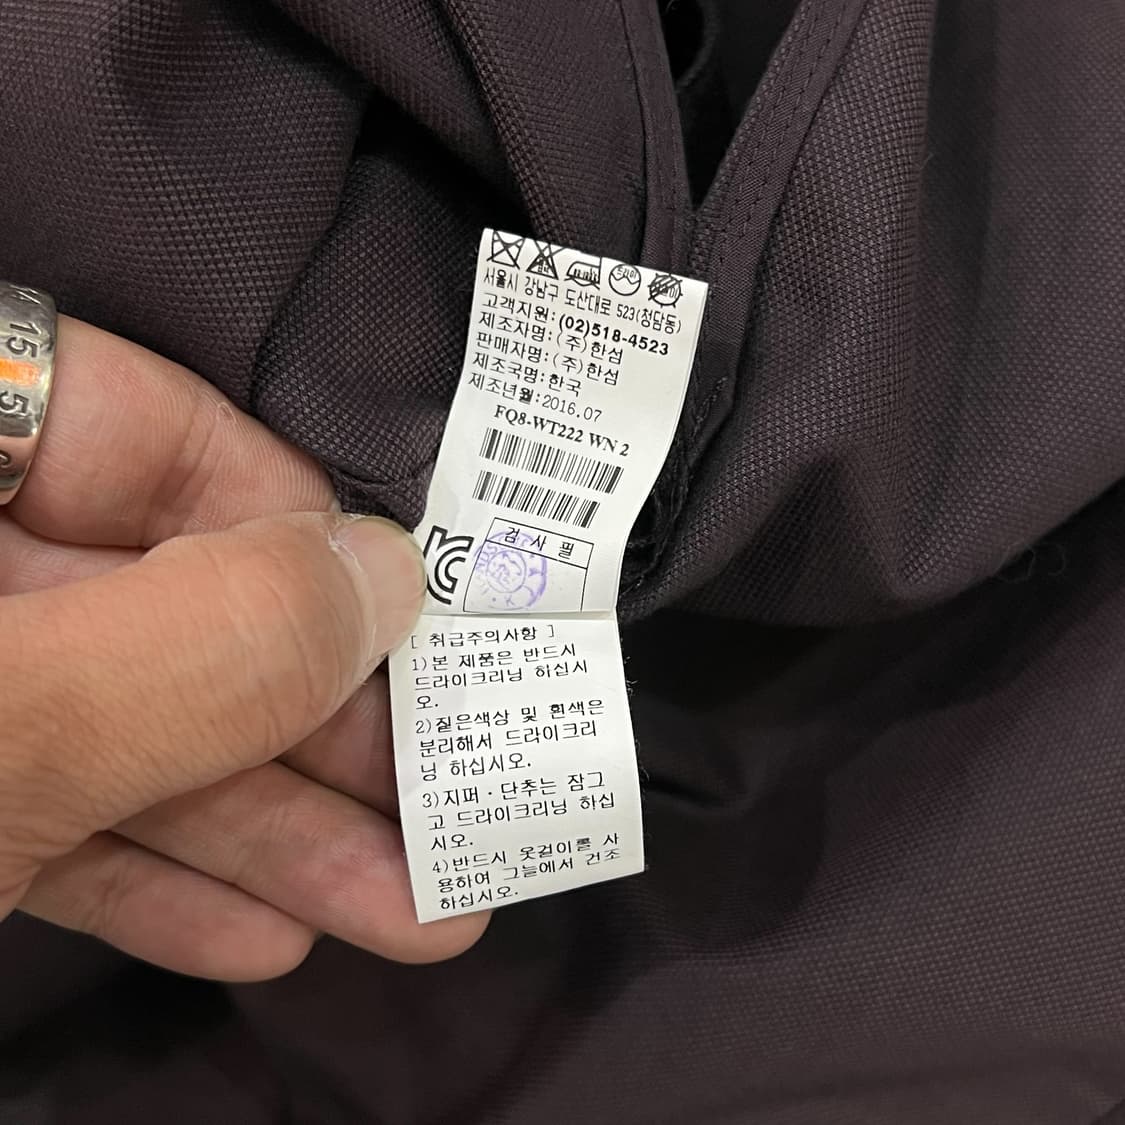 서울시 강남구 도산대로 523(청담동)
고객지원:(02)518-4523
제조자명:(주)한섬
판매자명:(주)한섬
제조국명:한국
제조년월:2016.07
FQ8-WT222 WN 2
검 사 필
[ 취급주의사항 ]
1)본 제품은 반드시
드라이크리닝 하십시
오.
2)짙은색상 및 흰색은
분리해서 드라이크리
닝 하십시오.
3)지퍼·단추는 잠그
고 드라이크리닝 하십
시오.
4)반드시 옷걸이를 사
용하여 그늘에서 건조
하십시오.
15
5